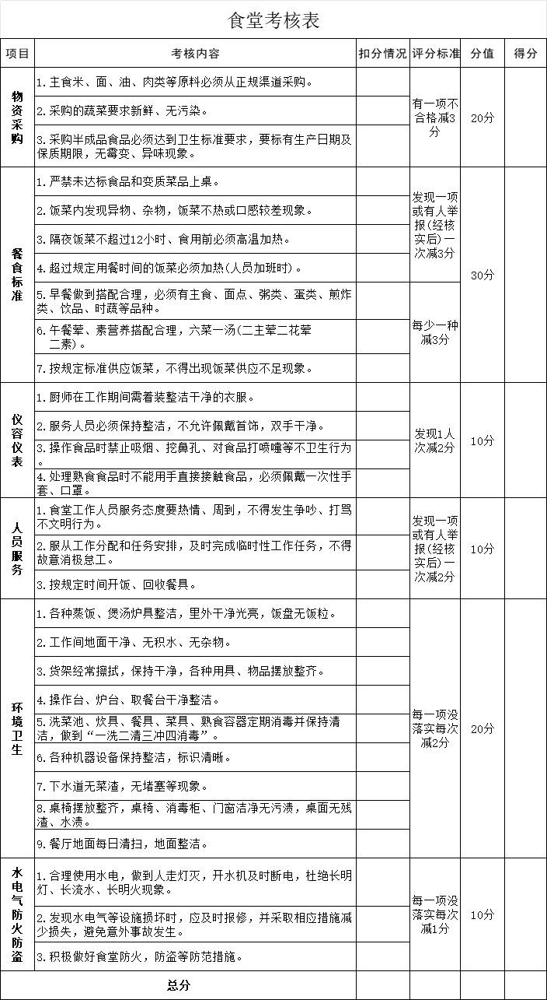 食堂考核表
项目 考核内容 扣分情况 评分标准 分值 得分
物资采购
1.主食米、面、油、肉类等原料必须从正规渠道采购。
2.采购的蔬菜要求新鲜、无污染。
3.采购半成品食品必须达到卫生标准要求，要标有生产日期及
保质期限，无霉变、异味现象。
有一项不
合格减3
分
20分
餐食标准
1.严禁未达标食品和变质菜品上桌。
2.饭菜内发现异物、杂物，饭菜不热或口感较差现象。
3.隔夜饭菜不超过12小时、食用前必须高温加热。
4.超过规定用餐时间的饭菜必须加热(人员加班时)。
发现一项
或有人举
报(经核
实后)一
次减3分
5.早餐做到搭配合理，必须有主食、面点、粥类、蛋类、煎炸
类、饮品、时蔬等品种。
6.午餐荤、素营养搭配合理，六菜一汤(二主荤二花荤
二素)。
7.按规定标准供应饭菜，不得出现饭菜供应不足现象。
每少一种
减3分
30分
仪容仪表
1.厨师在工作期间需着装整洁干净的衣服。
2.服务人员必须保持整洁，不允许佩戴首饰，双手干净。
3.操作食品时禁止吸烟、挖鼻孔、对食品打喷嚏等不卫生行为
。
4.处理熟食食品时不能用手直接接触食品，必须佩戴一次性手
套、口罩。
发现1人
次减2分
10分
人员服务
1.食堂工作人员服务态度要热情、周到，不得发生争吵、打骂
不文明行为。
2.服从工作分配和任务安排，及时完成临时性工作任务，不得
故意消极怠工。
3.按规定时间开饭、回收餐具。
发现一项
或有人举
报(经核
实后)一
次减2分
10分
环境卫生
1.各种蒸饭、煲汤炉具整洁，里外干净光亮，饭盘无饭粒。
2.工作间地面干净、无积水、无杂物。
3.货架经常擦拭，保持干净，各种用具、物品摆放整齐。
4.操作台、炉台、取餐台干净整洁。
5.洗菜池、炊具、餐具、菜具、熟食容器定期消毒并保持清
洁，做到“一洗二清三冲四消毒”。
6.各种机器设备保持整洁，标识清晰。
7.下水道无菜渣，无堵塞等现象。
8.桌椅摆放整齐，桌椅、消毒柜、门窗洁净无污渍，桌面无残
渣、水渍。
9.餐厅地面每日清扫，地面整洁。
每一项没
落实每次
减2分
20分
水电气防火防盗
1.合理使用水电，做到人走灯灭，开水机及时断电，杜绝长明
灯、长流水、长明火现象。
2.发现水电气等设施损坏时，应及时报修，并采取相应措施减
少损失，避免意外事故发生。
3.积极做好食堂防火，防盗等防范措施。
每一项没
落实每次
减1分
10分
总分